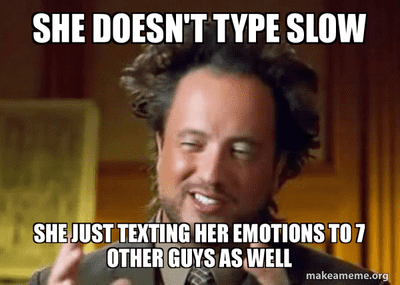 SHE DOESN'T TYPE SLOW
SHE JUST TEXTING HER EMOTIONS TO 7
OTHER GUYS AS WELL
makeameme.org